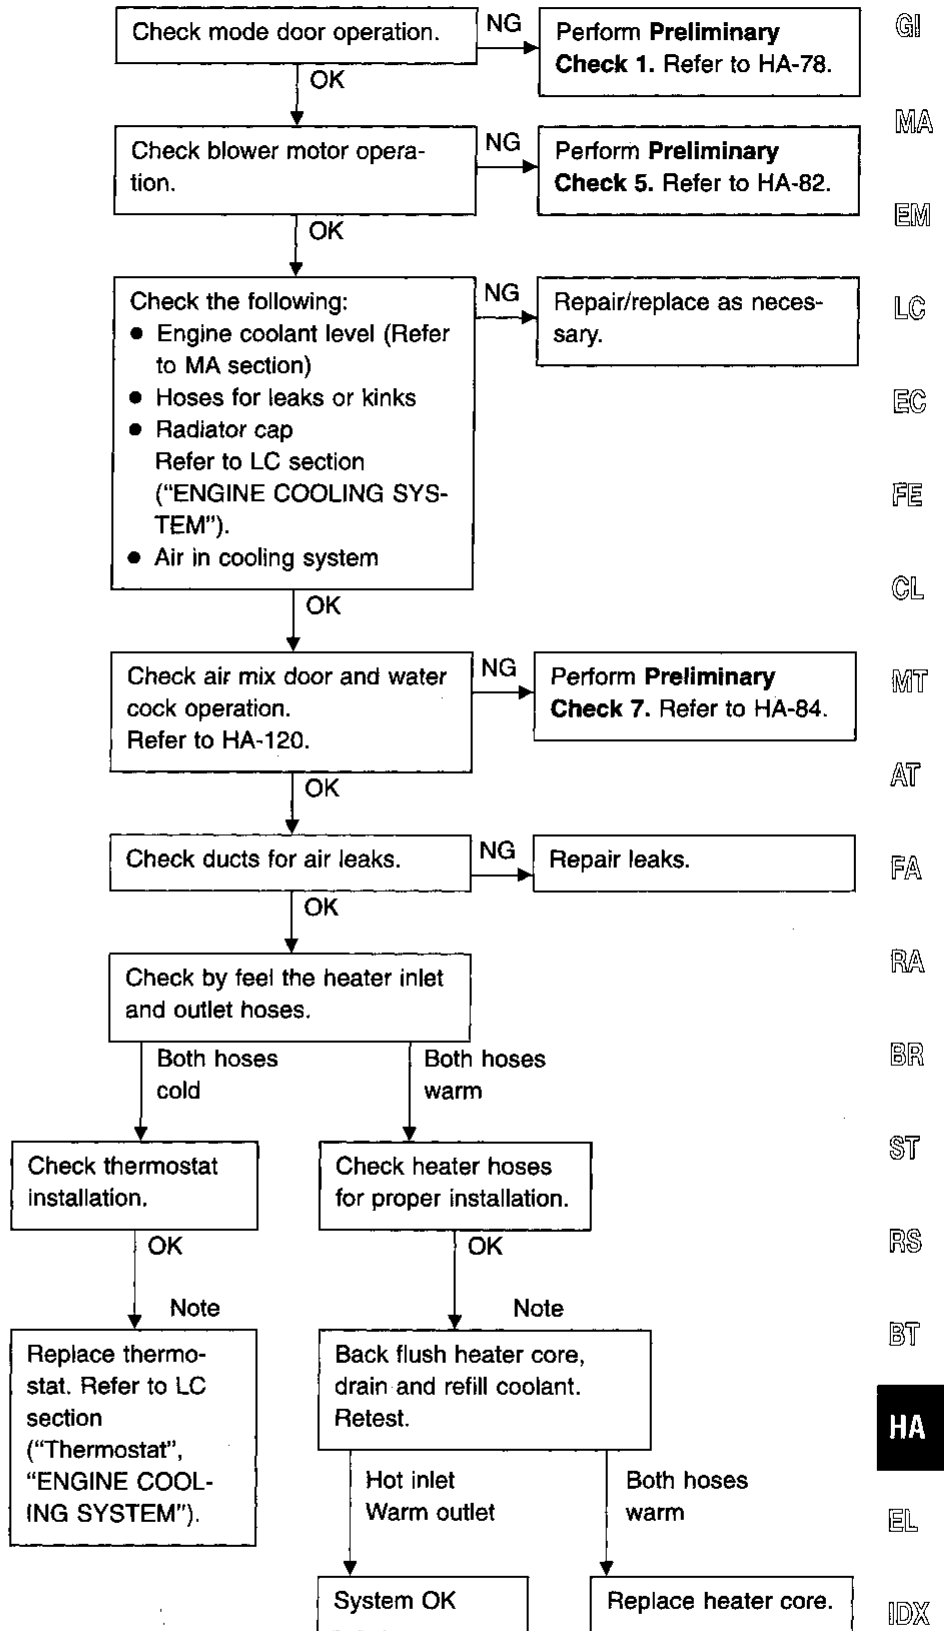 Check mode door operation.
NG
Perform Preliminary
Check 1. Refer to HA-78.
OK
Check blower motor opera-
tion.
NG
Perform Preliminary
Check 5. Refer to HA-82.
OK
Check the following:
● Engine coolant level (Refer
to MA section)
● Hoses for leaks or kinks
● Radiator cap
Refer to LC section
("ENGINE COOLING SYS-
TEM").
● Air in cooling system
NG
Repair/replace as neces-
sary.
OK
Check air mix door and water
cock operation.
Refer to HA-120.
NG
Perform Preliminary
Check 7. Refer to HA-84.
OK
Check ducts for air leaks.
NG
Repair leaks.
OK
Check by feel the heater inlet
and outlet hoses.
Both hoses
cold
Both hoses
warm
Check thermostat
installation.
Check heater hoses
for proper installation.
OK
OK
Note
Note
Replace thermo-
stat. Refer to LC
section
("Thermostat",
"ENGINE COOL-
ING SYSTEM").
Back flush heater core,
drain and refill coolant.
Retest.
Hot inlet
Warm outlet
Both hoses
warm
System OK
Replace heater core.
GI
MA
EM
LC
EC
FE
CL
MT
AT
FA
RA
BR
ST
RS
BT
HA
EL
IDX